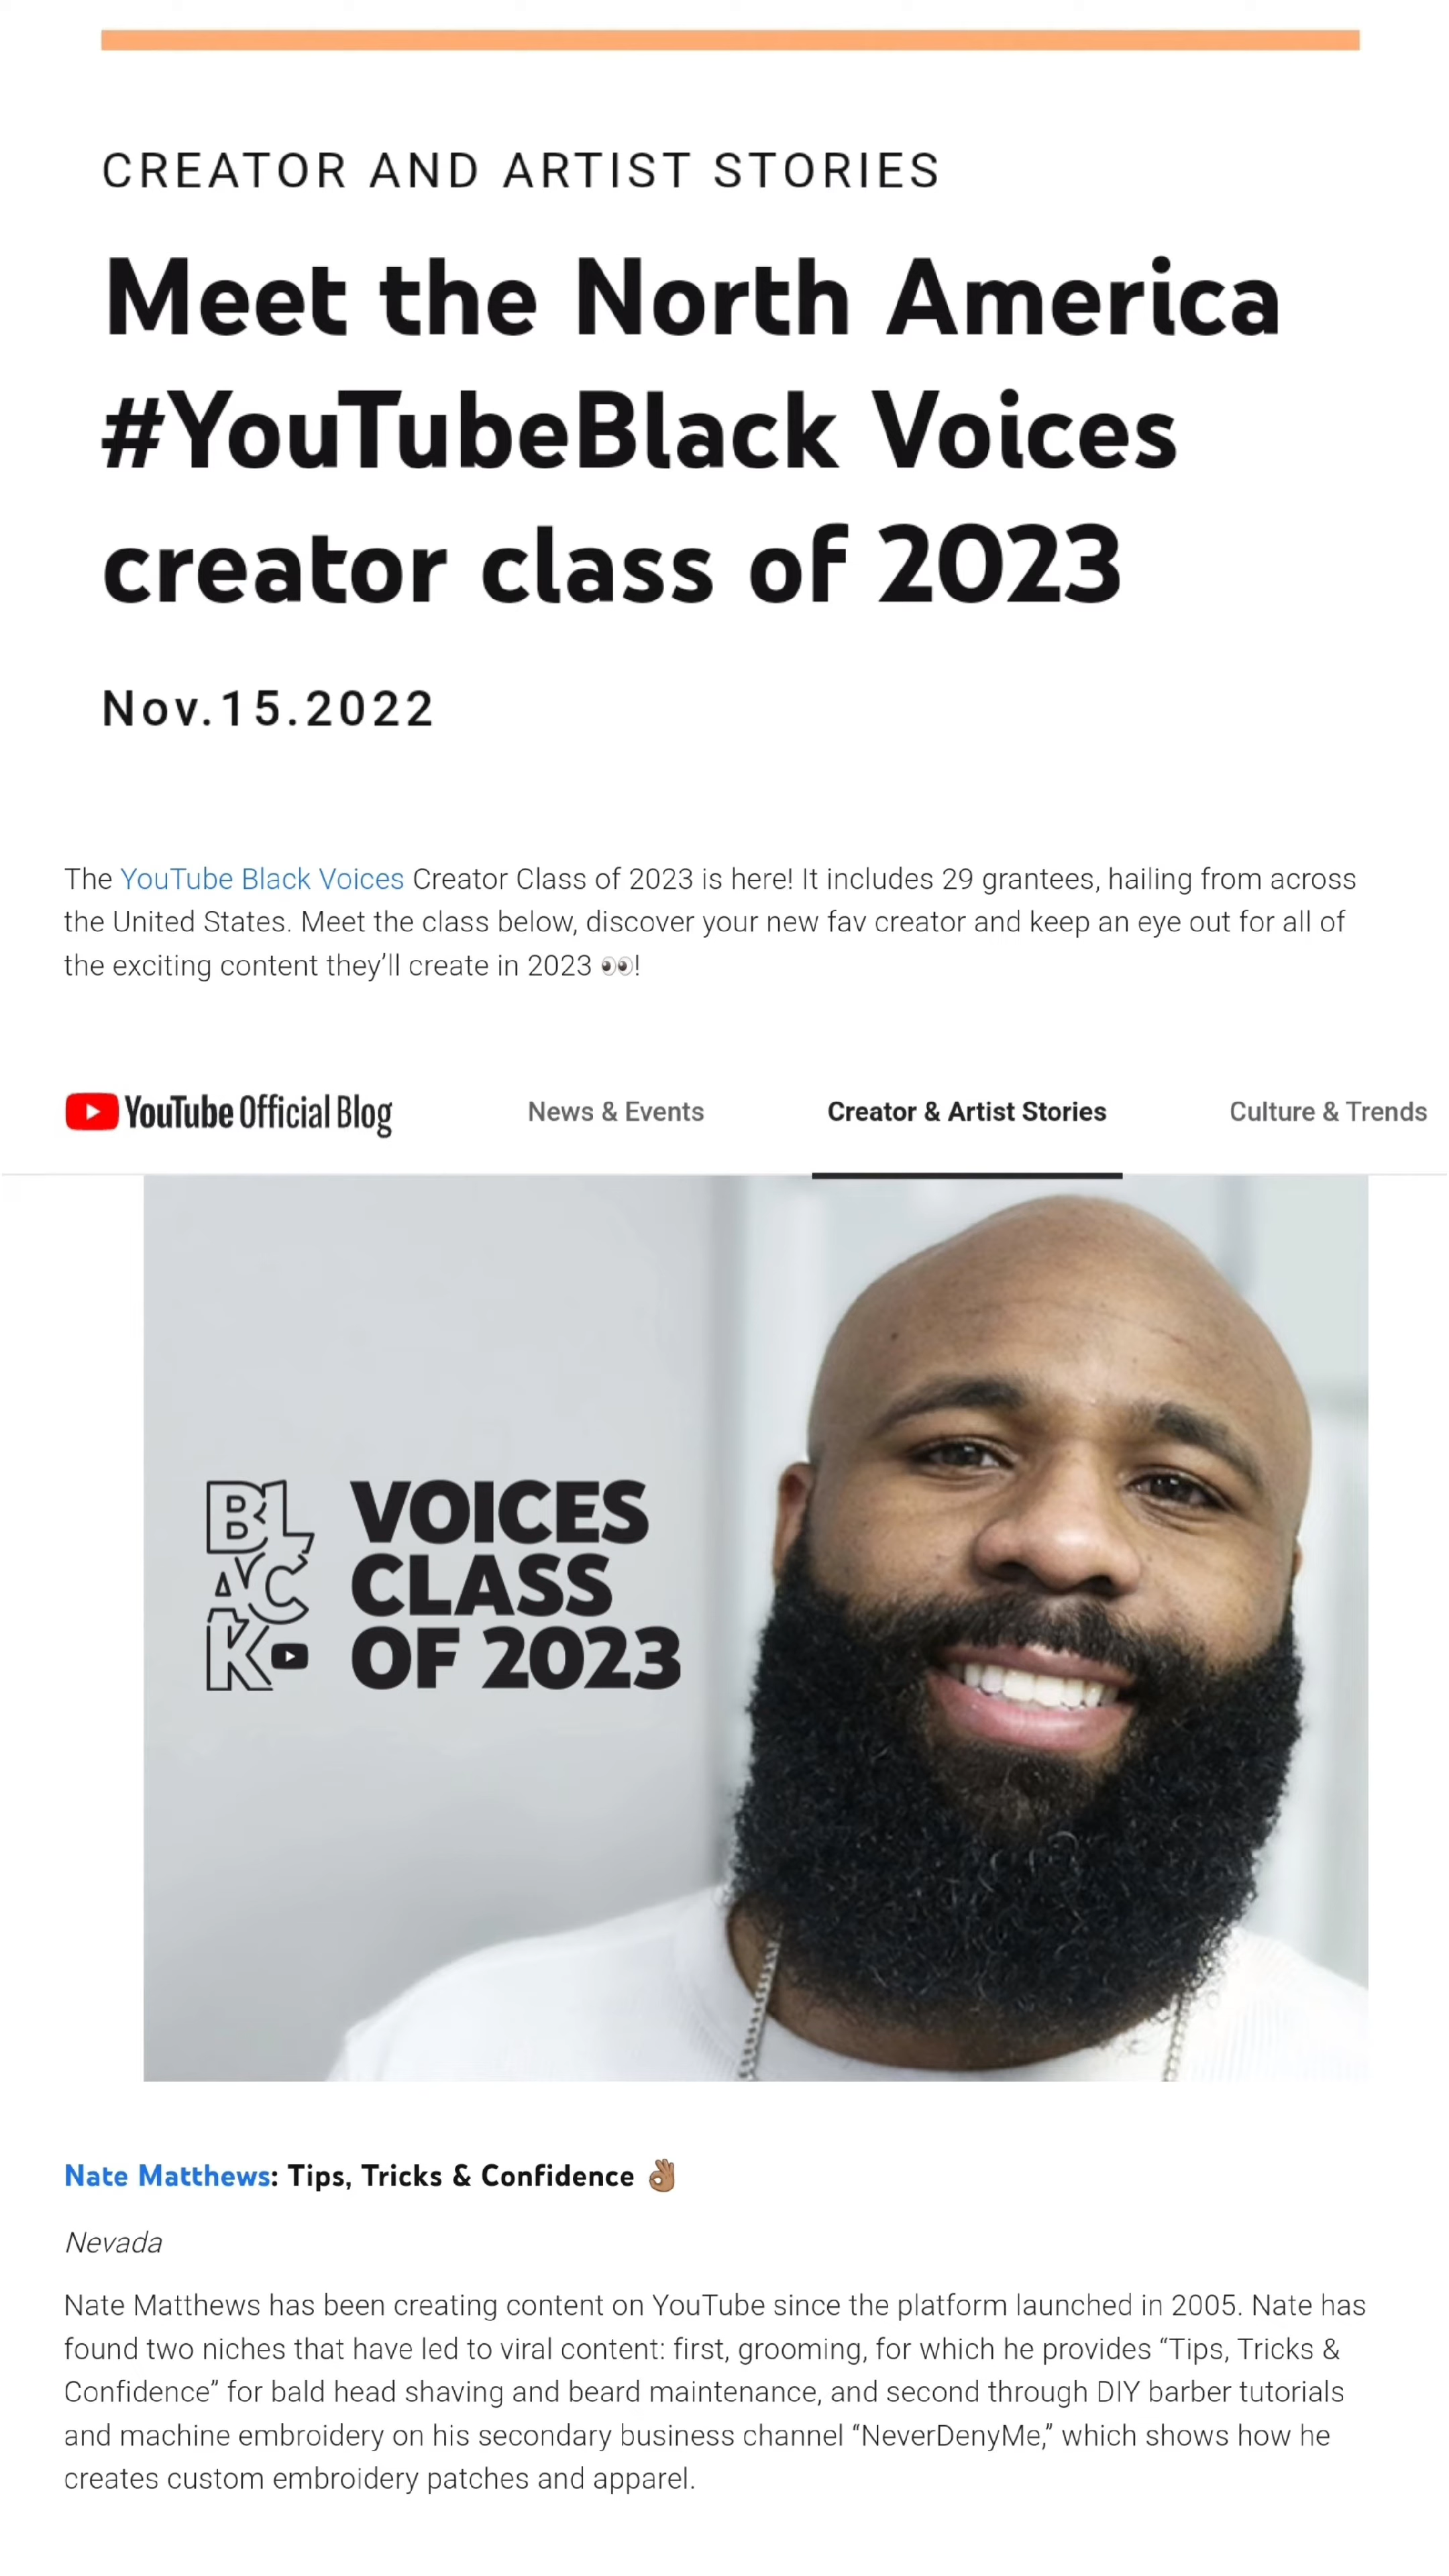 CREATOR AND ARTIST STORIES
Meet the North America
#YouTubeBlack Voices
creator class of 2023
Nov.15.2022
The YouTube Black Voices Creator Class of 2023 is here! It includes 29 grantees, hailing from across
the United States. Meet the class below, discover your new fav creator and keep an eye out for all of
the exciting content they’ll create in 2023 👀!
YouTube Official Blog
News & Events
Creator & Artist Stories
Culture & Trends
BL
AC
K
VOICES
CLASS
OF 2023
Nate Matthews: Tips, Tricks & Confidence 👌🏾
Nevada
Nate Matthews has been creating content on YouTube since the platform launched in 2005. Nate has
found two niches that have led to viral content: first, grooming, for which he provides “Tips, Tricks &
Confidence” for bald head shaving and beard maintenance, and second through DIY barber tutorials
and machine embroidery on his secondary business channel “NeverDenyMe,” which shows how he
creates custom embroidery patches and apparel.